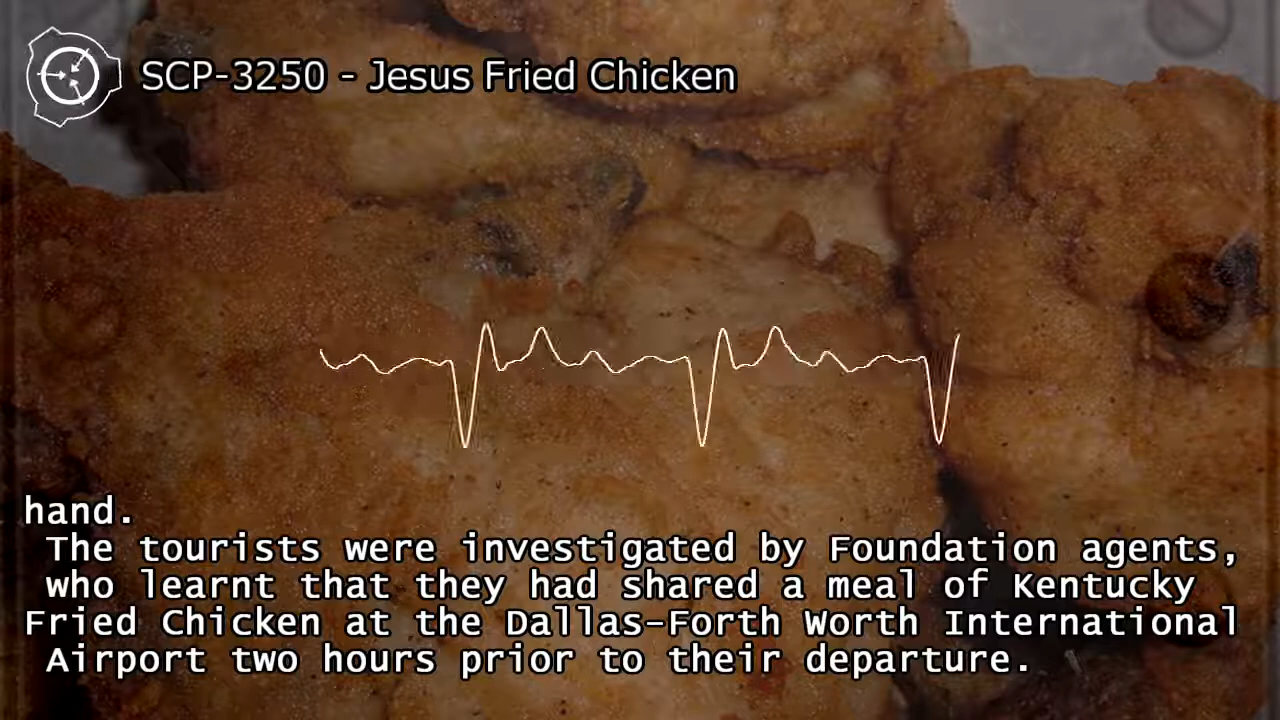 SCP-3250 - Jesus Fried Chicken
hand.
The tourists were investigated by Foundation agents,
who learnt that they had shared a meal of Kentucky
Fried Chicken at the Dallas-Forth Worth International
Airport two hours prior to their departure.